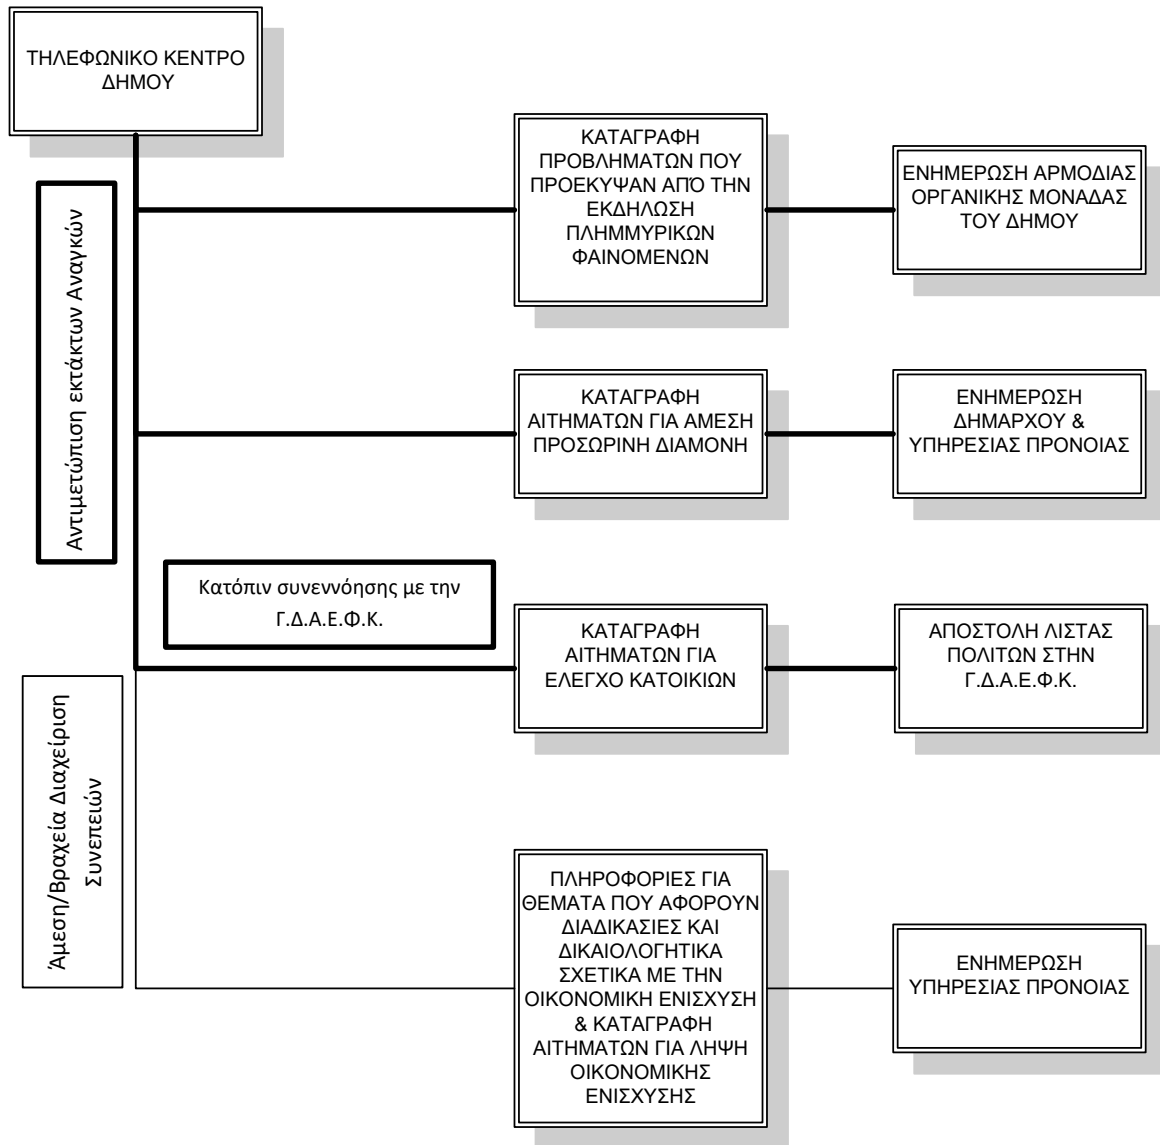 ΤΗΛΕΦΩΝΙΚΟ ΚΕΝΤΡΟ
ΔΗΜΟΥ
ΚΑΤΑΓΡΑΦΗ
ΠΡΟΒΛΗΜΑΤΩΝ ΠΟΥ
ΠΡΟΕΚΥΨΑΝ ΑΠΌ ΤΗΝ
ΕΚΔΗΛΩΣΗ
ΠΛΗΜΜΥΡΙΚΩΝ
ΦΑΙΝΟΜΕΝΩΝ
ΕΝΗΜΕΡΩΣΗ ΑΡΜΟΔΙΑΣ
ΟΡΓΑΝΙΚΗΣ ΜΟΝΑΔΑΣ
ΤΟΥ ΔΗΜΟΥ
Αντιμετώπιση εκτάκτων Αναγκών
ΚΑΤΑΓΡΑΦΗ
ΑΙΤΗΜΑΤΩΝ ΓΙΑ ΑΜΕΣΗ
ΠΡΟΣΩΡΙΝΗ ΔΙΑΜΟΝΗ
ΕΝΗΜΕΡΩΣΗ
ΔΗΜΑΡΧΟΥ &
ΥΠΗΡΕΣΙΑΣ ΠΡΟΝΟΙΑΣ
Κατόπιν συνεννόησης με την
Γ.Δ.Α.Ε.Φ.Κ.
ΚΑΤΑΓΡΑΦΗ
ΑΙΤΗΜΑΤΩΝ ΓΙΑ
ΕΛΕΓΧΟ ΚΑΤΟΙΚΙΩΝ
ΑΠΟΣΤΟΛΗ ΛΙΣΤΑΣ
ΠΟΛΙΤΩΝ ΣΤΗΝ
Γ.Δ.Α.Ε.Φ.Κ.
Άμεση/Βραχεία Διαχείριση
Συνεπειών
ΠΛΗΡΟΦΟΡΙΕΣ ΓΙΑ
ΘΕΜΑΤΑ ΠΟΥ ΑΦΟΡΟΥΝ
ΔΙΑΔΙΚΑΣΙΕΣ ΚΑΙ
ΔΙΚΑΙΟΛΟΓΗΤΙΚΑ
ΣΧΕΤΙΚΑ ΜΕ ΤΗΝ
ΟΙΚΟΝΟΜΙΚΗ ΕΝΙΣΧΥΣΗ
& ΚΑΤΑΓΡΑΦΗ
ΑΙΤΗΜΑΤΩΝ ΓΙΑ ΛΗΨΗ
ΟΙΚΟΝΟΜΙΚΗΣ
ΕΝΙΣΧΥΣΗΣ
ΕΝΗΜΕΡΩΣΗ
ΥΠΗΡΕΣΙΑΣ ΠΡΟΝΟΙΑΣ